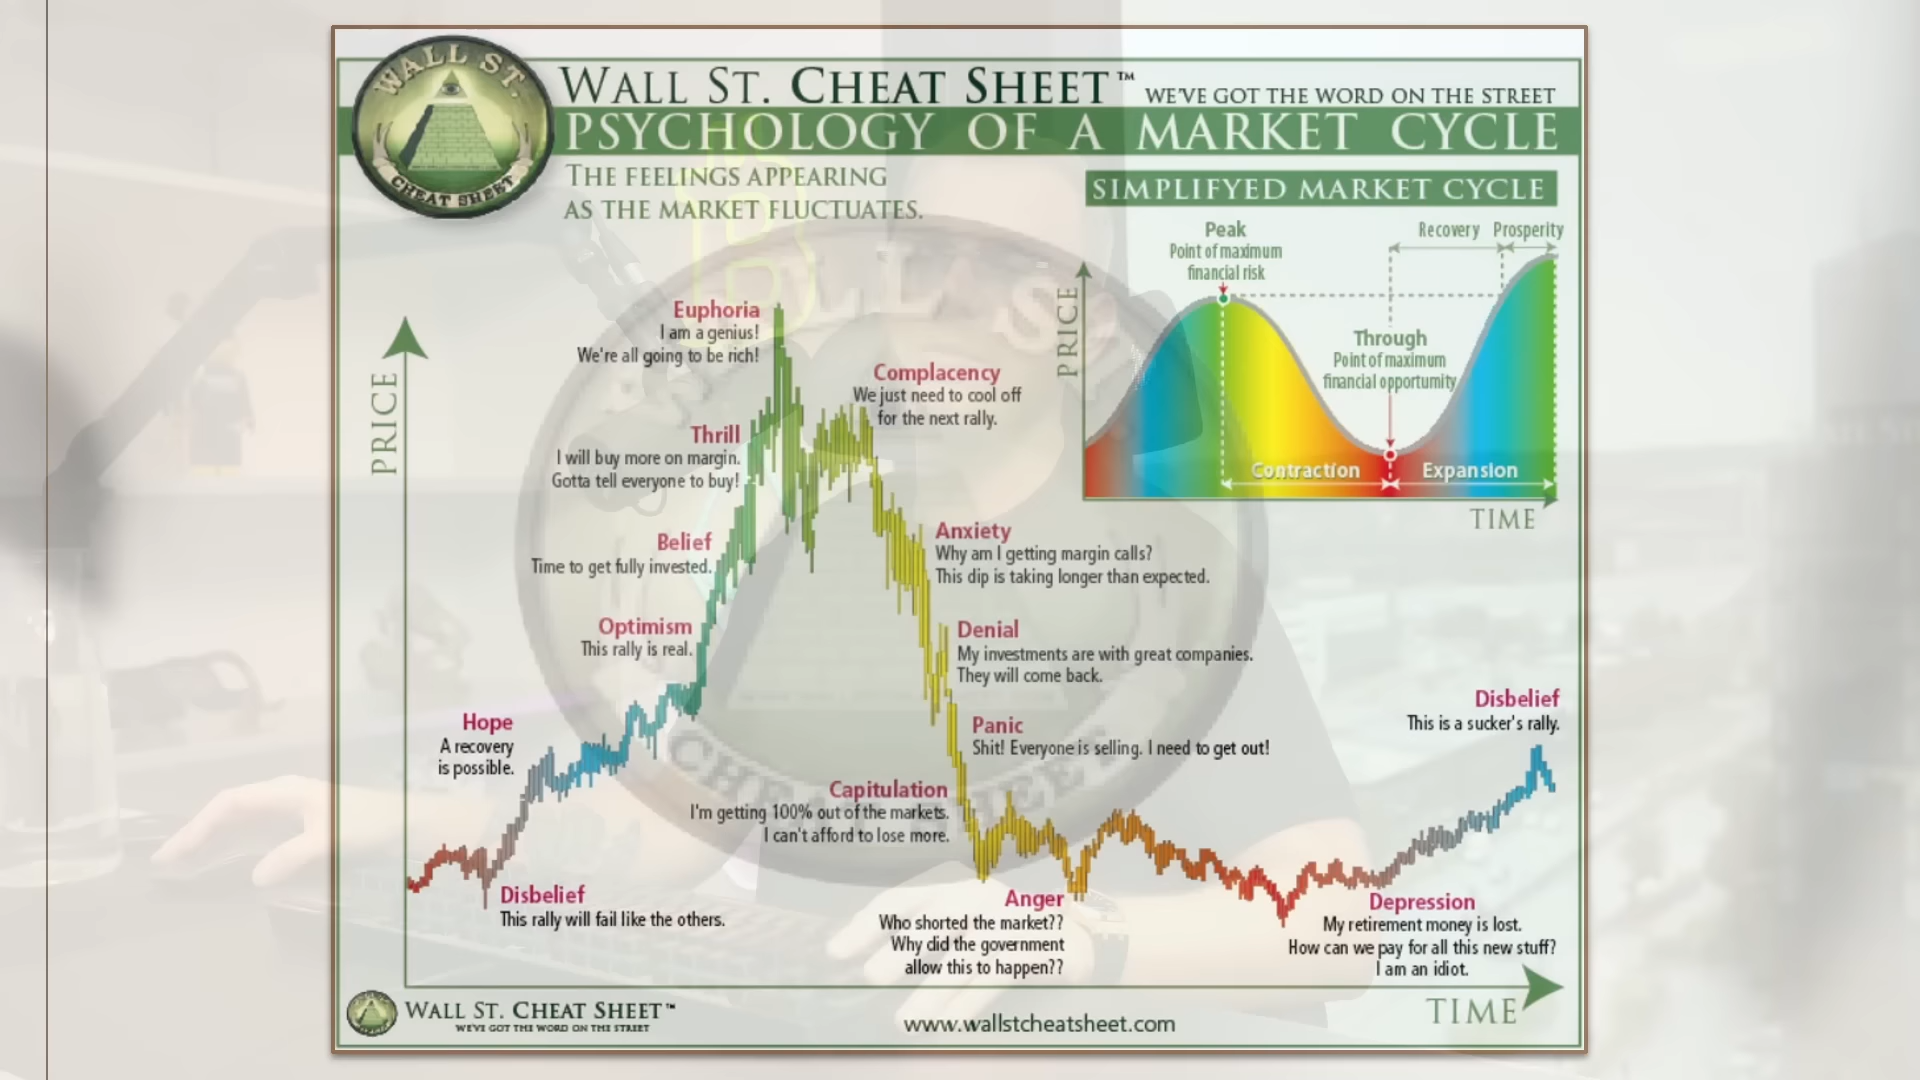 WALL ST.
CHEAT SHEET
WALL ST. CHEAT SHEET™
WE'VE GOT THE WORD ON THE STREET
PSYCHOLOGY OF A MARKET CYCLE
THE FEELINGS APPEARING
AS THE MARKET FLUCTUATES.
SIMPLIFYED MARKET CYCLE
Peak
Point of maximum
financial risk
Recovery
Prosperity
PRICE
Through
Point of maximum
financial opportunity
Contraction
Expansion
TIME
PRICE
Euphoria
I am a genius!
We're all going to be rich!
Complacency
We just need to cool off
for the next rally.
Thrill
I will buy more on margin.
Gotta tell everyone to buy!
Belief
Time to get fully invested.
Anxiety
Why am I getting margin calls?
This dip is taking longer than expected.
Optimism
This rally is real.
Denial
My investments are with great companies.
They will come back.
Hope
A recovery
is possible.
Panic
Shit! Everyone is selling. I need to get out!
Disbelief
This is a sucker's rally.
Capitulation
I'm getting 100% out of the markets.
I can't afford to lose more.
Disbelief
This rally will fail like the others.
Anger
Who shorted the market??
Why did the government
allow this to happen??
Depression
My retirement money is lost.
How can we pay for all this new stuff?
I am an idiot.
TIME
WALL ST. CHEAT SHEET™
WE'VE GOT THE WORD ON THE STREET
www.wallstcheatsheet.com
WALL ST.
CHEAT SHEET